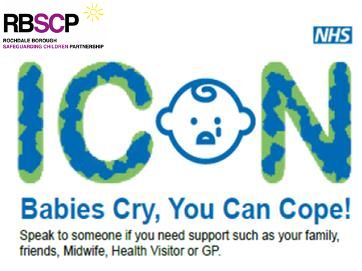 RBSCP
ROCHDALE BOROUGH
SAFEGUARDING CHILDREN PARTNERSHIP
NHS
ICON
Babies Cry, You Can Cope!
Speak to someone if you need support such as your family,
friends, Midwife, Health Visitor or GP.